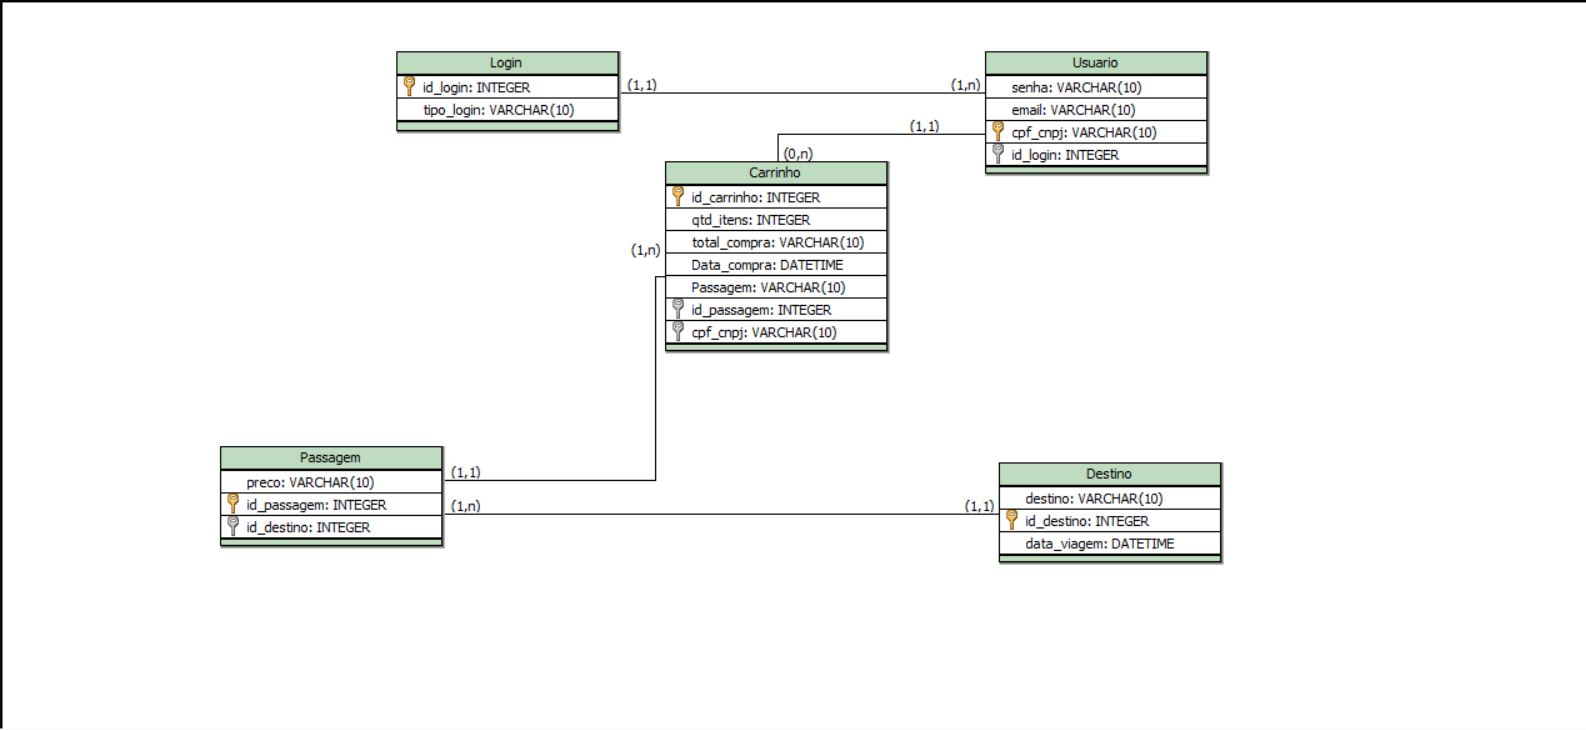 Login
id_login: INTEGER
tipo_login: VARCHAR(10)
(1,1)
(1,n)
Usuario
senha: VARCHAR(10)
email: VARCHAR(10)
cpf_cnpj: VARCHAR(10)
id_login: INTEGER
(1,1)
(0,n)
Carrinho
id_carrinho: INTEGER
qtd_itens: INTEGER
total_compra: VARCHAR(10)
Data_compra: DATETIME
Passagem: VARCHAR(10)
id_passagem: INTEGER
cpf_cnpj: VARCHAR(10)
(1,n)
Passagem
preco: VARCHAR(10)
id_passagem: INTEGER
id_destino: INTEGER
(1,1)
(1,n)
(1,1)
Destino
destino: VARCHAR(10)
id_destino: INTEGER
data_viagem: DATETIME